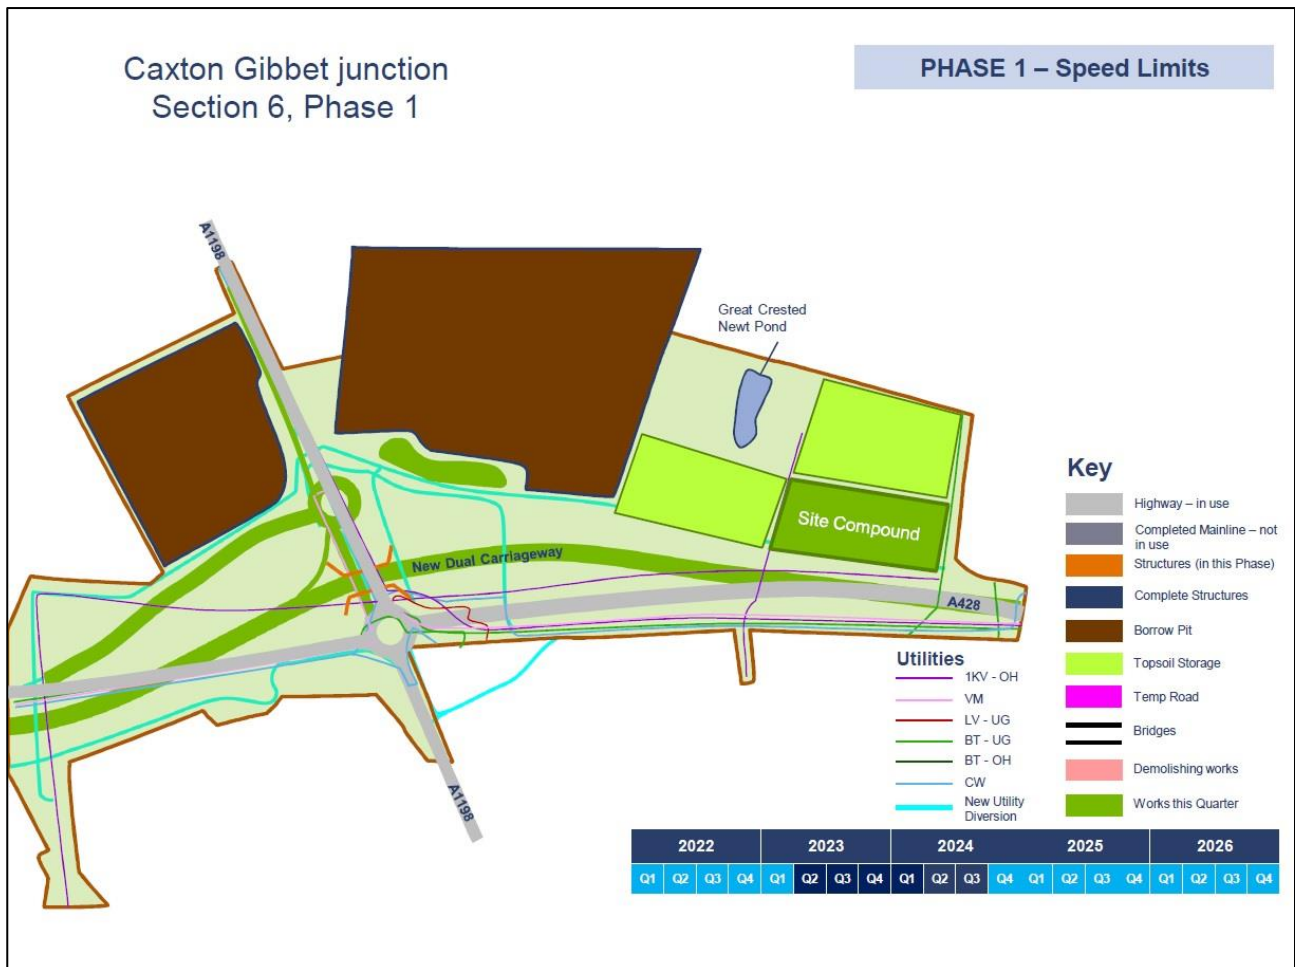 Caxton Gibbet junction
Section 6, Phase 1
PHASE 1 – Speed Limits
A1198
Great Crested
Newt Pond
Site Compound
New Dual Carriageway
A428
A1198
Key
Highway – in use
Completed Mainline – not
in use
Structures (in this Phase)
Complete Structures
Borrow Pit
Topsoil Storage
Temp Road
Bridges
Demolishing works
Works this Quarter
Utilities
1KV - OH
VM
LV - UG
BT - UG
BT - OH
CW
New Utility
Diversion
2022 2023 2024 2025 2026
Q1 Q2 Q3 Q4 Q1 Q2 Q3 Q4 Q1 Q2 Q3 Q4 Q1 Q2 Q3 Q4 Q1 Q2 Q3 Q4